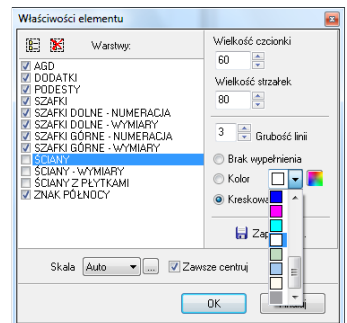 Właściwości elementu
Warstwy:
AGD
DODATKI
PODESTY
SZAFKI
SZAFKI DOLNE - NUMERACJA
SZAFKI DOLNE - WYMIARY
SZAFKI GÓRNE - NUMERACJA
SZAFKI GÓRNE - WYMIARY
ŚCIANY
ŚCIANY - WYMIARY
ŚCIANY Z PŁYTKAMI
ZNAK PÓŁNOCY
Wielkość czcionki
60
Wielkość strzałek
80
3 Grubość linii
Brak wypełnienia
Kolor
Kreskowa
Zap
Skala Auto ... Zawsze centruj
OK